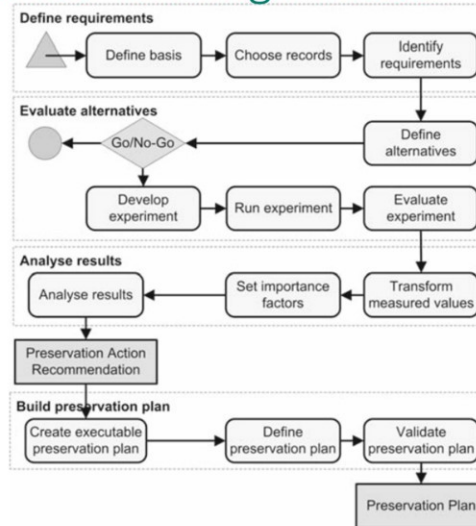 Define requirements
Define basis
Choose records
Identify
requirements
Evaluate alternatives
Go/No-Go
Define
alternatives
Develop
experiment
Run experiment
Evaluate
experiment
Analyse results
Analyse results
Set importance
factors
Transform
measured values
Preservation Action
Recommendation
Build preservation plan
Create executable
preservation plan
Define
preservation plan
Validate
preservation plan
Preservation Plan